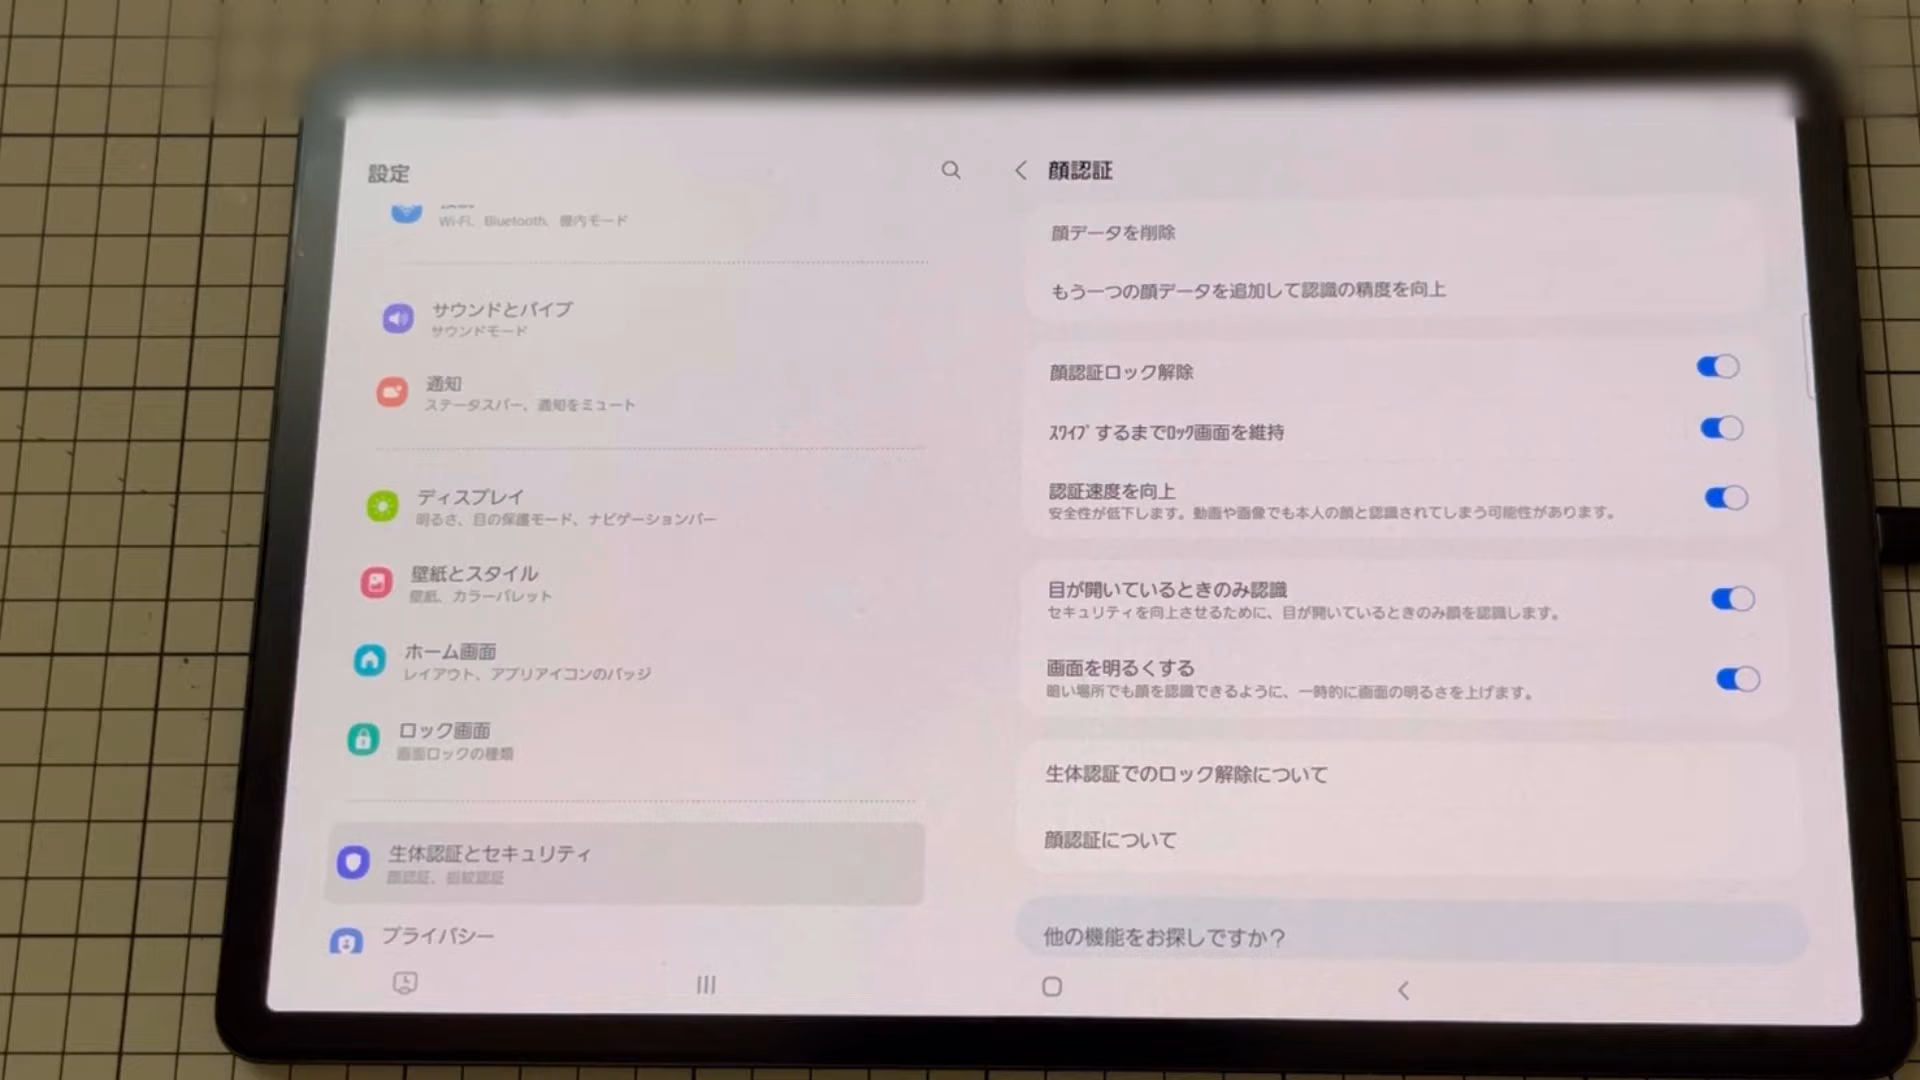 設定
Wi-Fi、Bluetooth、機内モード
サウンドとバイブ
サウンドモード
通知
ステータスバー、通知をミュート
ディスプレイ
明るさ、目の保護モード、ナビゲーションバー
壁紙とスタイル
壁紙、カラーパレット
ホーム画面
レイアウト、アプリアイコンのバッジ
ロック画面
画面ロックの種類
生体認証とセキュリティ
顔認証、指紋認証
プライバシー
顔認証
顔データを削除
もう一つの顔データを追加して認識の精度を向上
顔認証ロック解除
ｽﾜｲﾌﾟするまでﾛｯｸ画面を維持
認証速度を向上
安全性が低下します。動画や画像でも本人の顔と認識されてしまう可能性があります。
目が開いているときのみ認識
セキュリティを向上させるために、目が開いているときのみ顔を認識します。
画面を明るくする
暗い場所でも顔を認識できるように、一時的に画面の明るさを上げます。
生体認証でのロック解除について
顔認証について
他の機能をお探しですか？